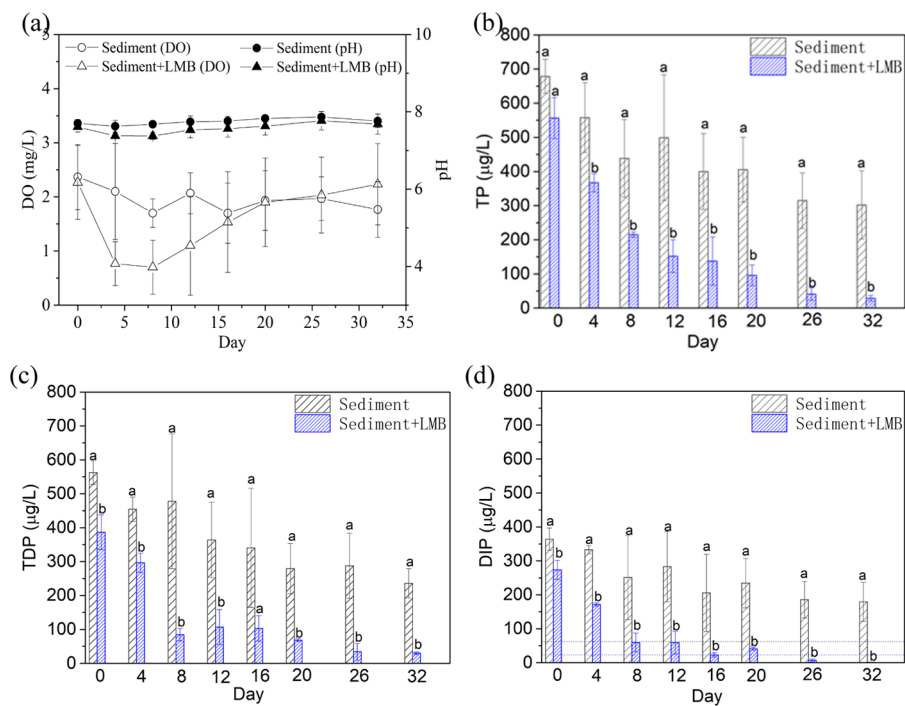 (a)
5
4
3
2
1
0
DO (mg/L)
Sediment (DO)
Sediment+LMB (DO)
Sediment (pH)
Sediment+LMB (pH)
10
8
6
4
pH
0 5 10 15 20 25 30 35
Day
(b)
800
700
600
500
400
300
200
100
0
TP (μg/L)
Sediment
Sediment+LMB
a a a a a a a a
a b b b b b b b
0 4 8 12 16 20 26 32
Day
(c)
800
700
600
500
400
300
200
100
0
TDP (μg/L)
Sediment
Sediment+LMB
a a a a a a a a
b b b b a b b b
0 4 8 12 16 20 26 32
Day
(d)
800
700
600
500
400
300
200
100
0
DIP (μg/L)
Sediment
Sediment+LMB
a a a a a a a a
b b b b b b b b
0 4 8 12 16 20 26 32
Day